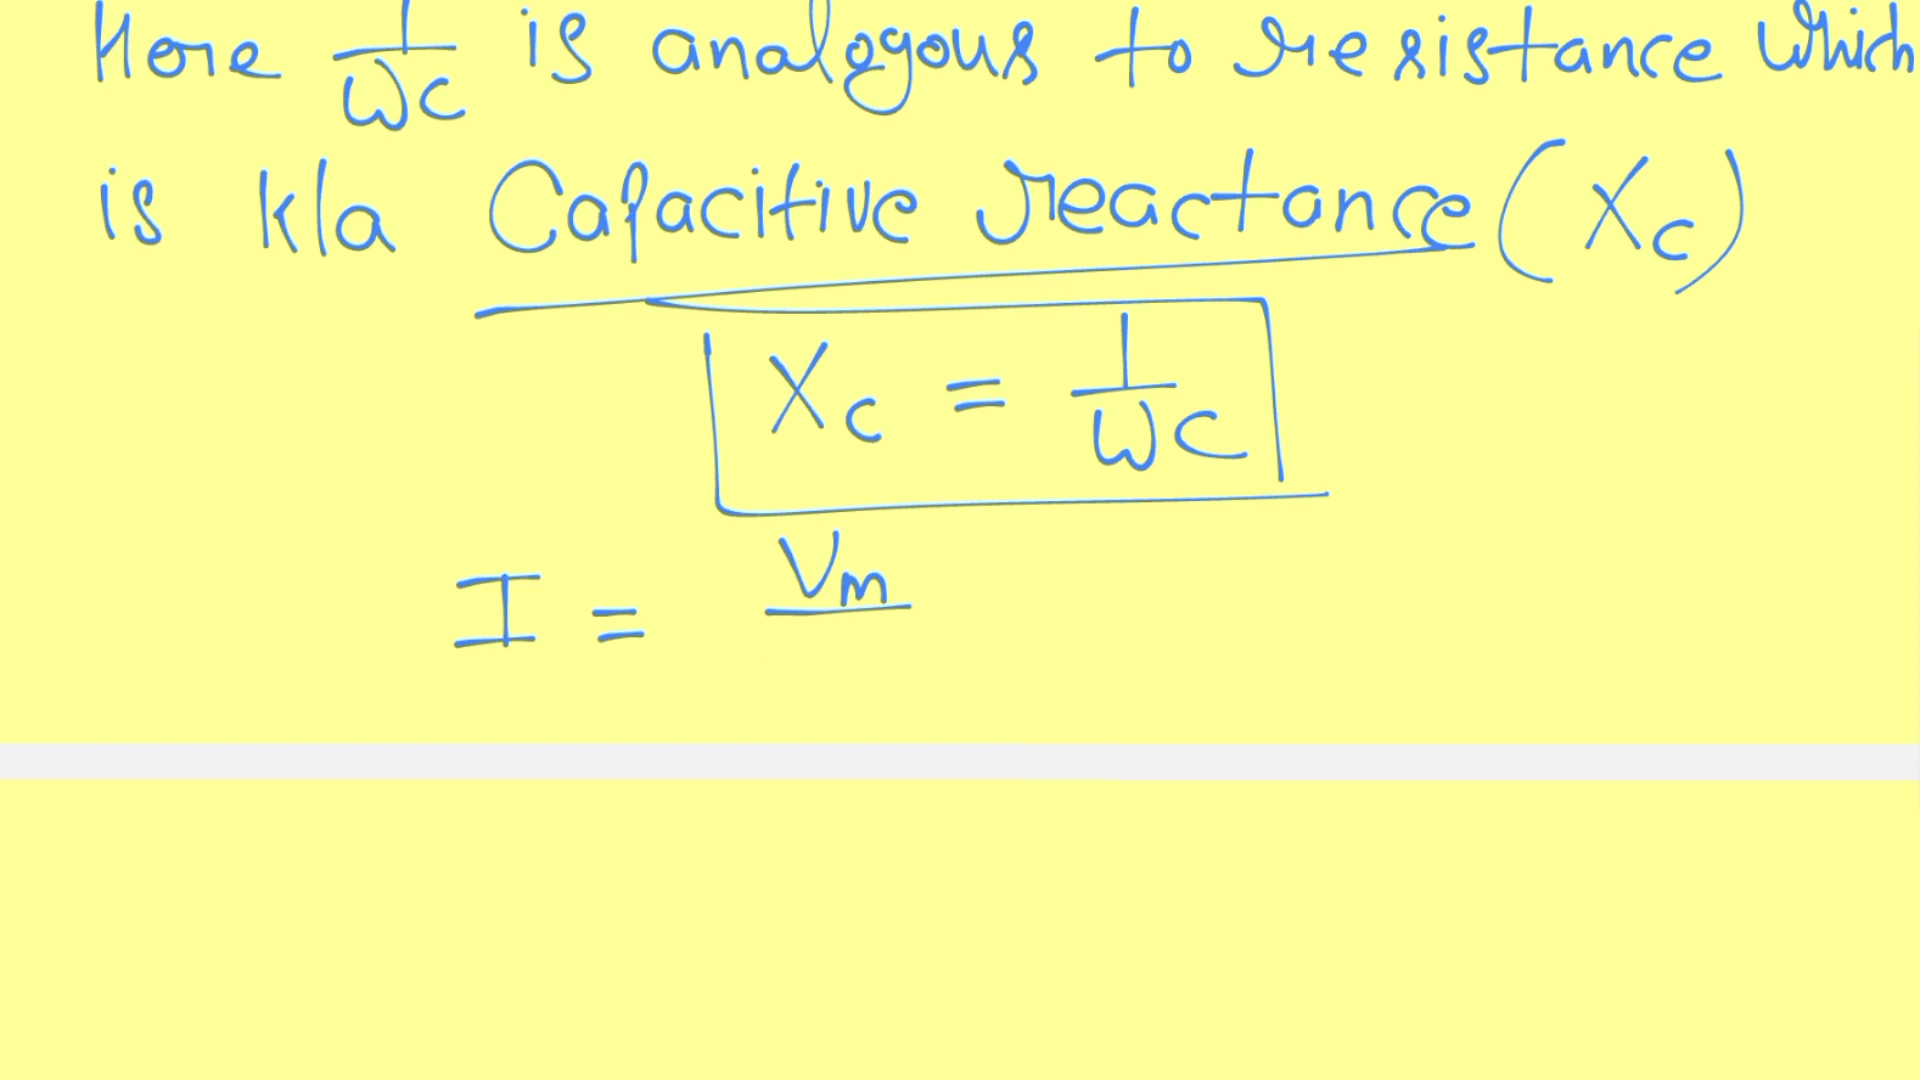 Here 1/ωc is analogous to resistance which
is k/a Capacitive reactance (Xc)
Xc = 1/ωc
I = Vm